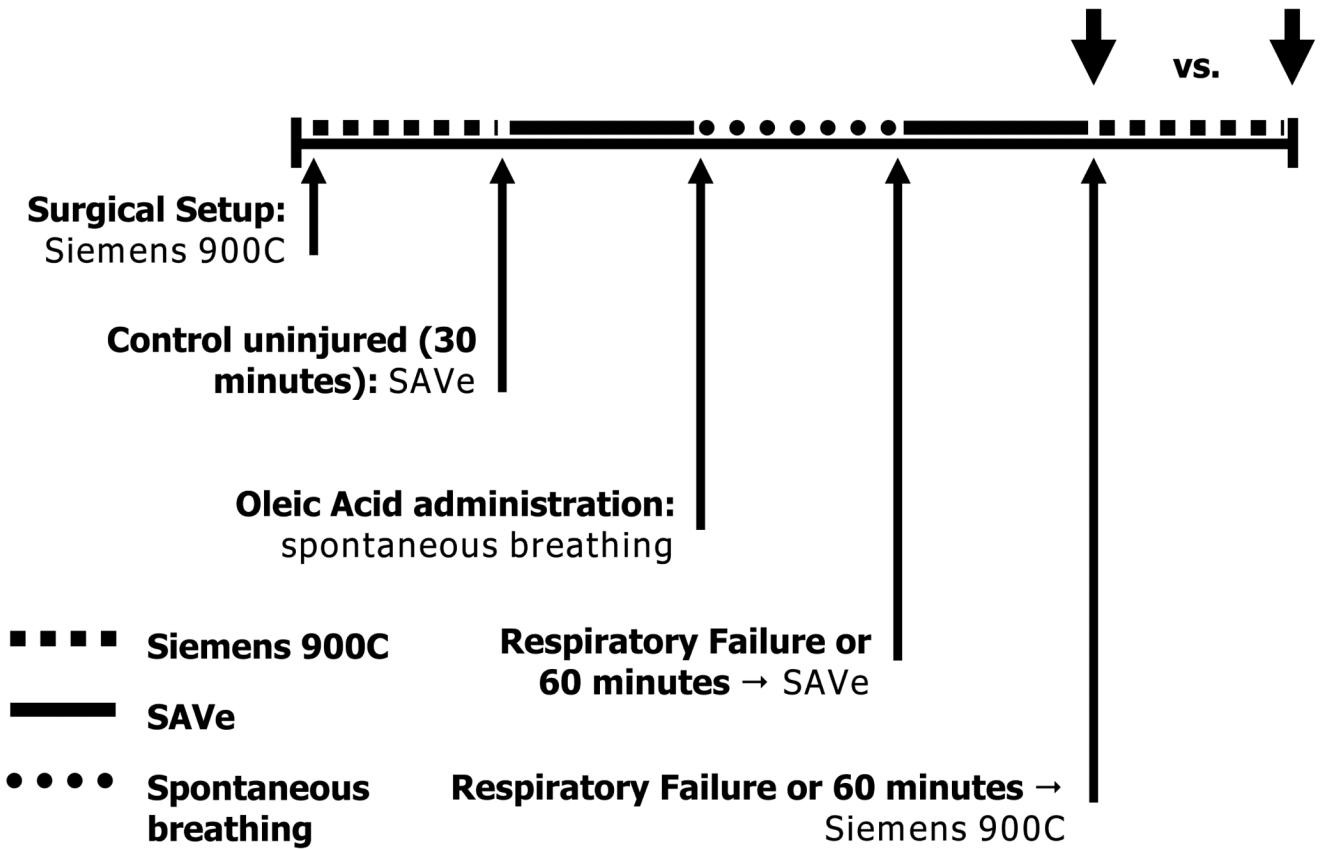 vs.
Surgical Setup:
Siemens 900C
Control uninjured (30
minutes): SAVe
Oleic Acid administration:
spontaneous breathing
Respiratory Failure or
60 minutes → SAVe
Respiratory Failure or 60 minutes →
Siemens 900C
Siemens 900C
SAVe
Spontaneous
breathing